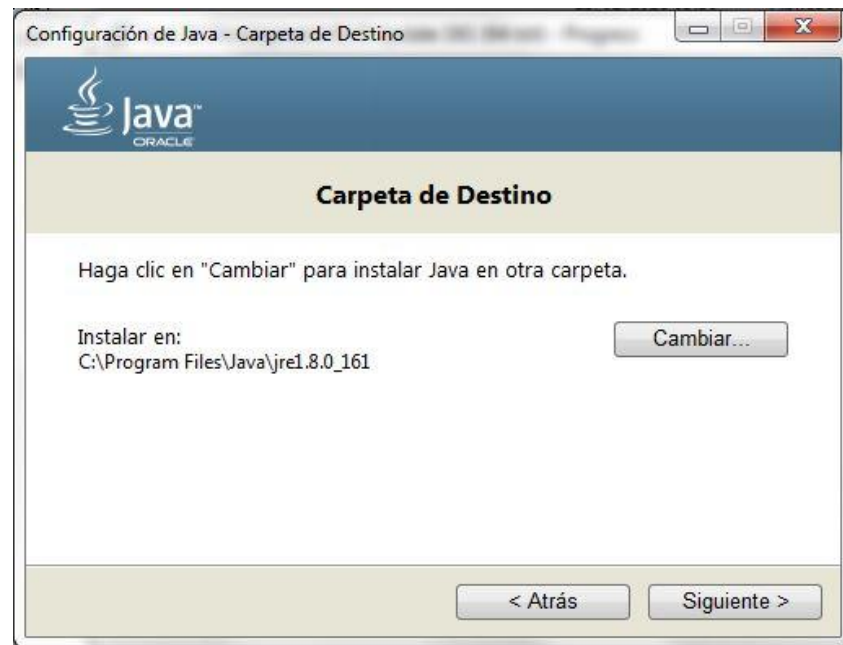 Configuración de Java - Carpeta de Destino
Java™
ORACLE
Carpeta de Destino
Haga clic en "Cambiar" para instalar Java en otra carpeta.
Instalar en:
Cambiar...
C:\Program Files\Java\jre1.8.0_161
< Atrás
Siguiente >